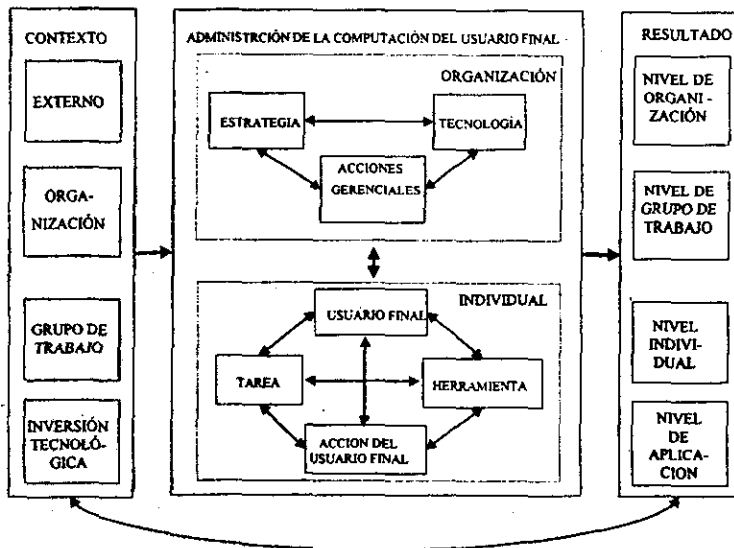 CONTEXTO
EXTERNO
ORGA-
NIZACIÓN
GRUPO DE
TRABAJO
INVERSIÓN
TECNOLÓ-
GICA
ADMINISTRCIÓN DE LA COMPUTACIÓN DEL USUARIO FINAL
ORGANIZACIÓN
ESTRATEGIA
TECNOLOGÍA
ACCIONES
GERENCIALES
INDIVIDUAL
USUARIO FINAL
TAREA
HERRAMIENTA
ACCION DEL
USUARIO FINAL
RESULTADO
NIVEL DE
ORGANI -
ZACIÓN
NIVEL DE
GRUPO DE
TRABAJO
NIVEL
INDIVI-
DUAL
NIVEL
DE
APLICA-
CION